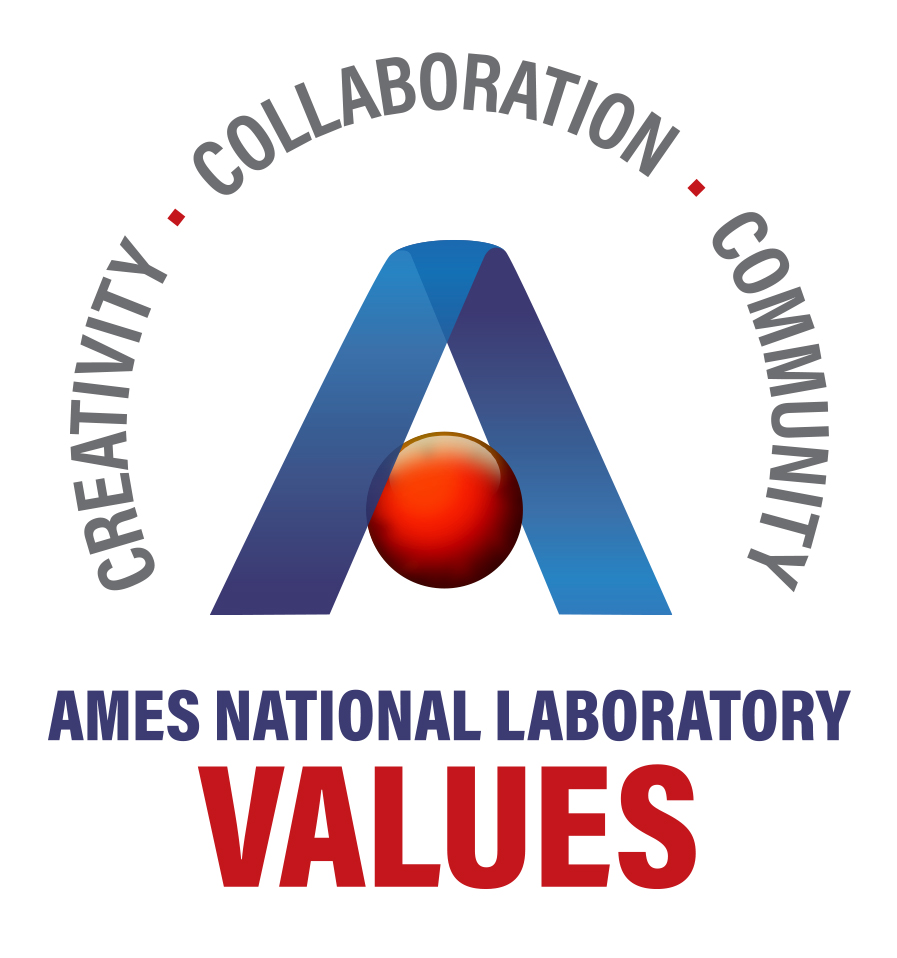 CREATIVITY · COLLABORATION · COMMUNITY
AMES NATIONAL LABORATORY
VALUES